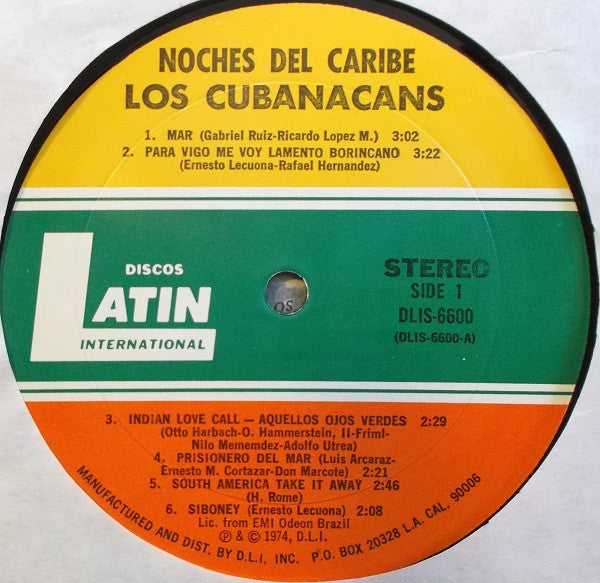 NOCHES DEL CARIBE
LOS CUBANACANS
1. MAR (Gabriel Ruiz-Ricardo Lopez M.) 3:02
2. PARA VIGO ME VOY LAMENTO BORINCANO 3:22
(Ernesto Lecuona-Rafael Hernandez)
DISCOS
LATIN
INTERNATIONAL
STEREO
SIDE 1
DLIS-6600
(DLIS-6600-A)
3. INDIAN LOVE CALL — AQUELLOS OJOS VERDES 2:29
(Otto Harbach-O. Hammerstein, II-Friml-
Nilo Mememdez-Adolfo Utrea)
4. PRISIONERO DEL MAR (Luis Arcaraz-
Ernesto M. Cortazar-Don Marcote) 2:21
5. SOUTH AMERICA TAKE IT AWAY 2:46
(H. Rome)
6. SIBONEY (Ernesto Lecuona) 2:08
Lic. from EMI Odeon Brazil
℗ & © 1974, D.L.I.
MANUFACTURED AND DIST. BY D.L.I., INC. P.O. BOX 20328 L.A. CAL. 90006